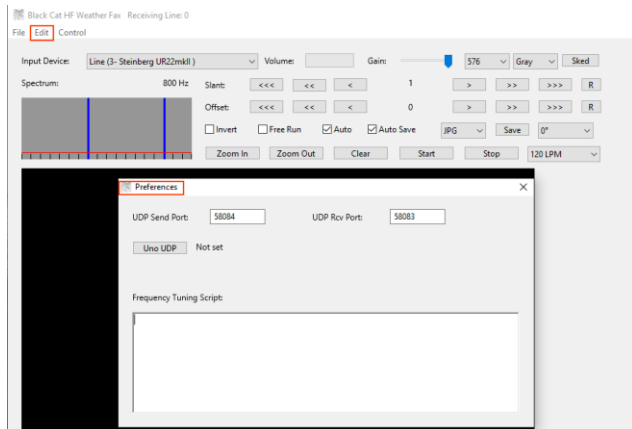 Black Cat HF Weather Fax Receiving Line: 0
File Edit Control
Input Device: Line (3- Steinberg UR22mkII ) Volume: Gain: 576 Gray Sked
Spectrum: 800 Hz Slant: <<< << < 1 > >> >>> R
Offset: <<< << < 0 > >> >>> R
Invert Free Run Auto Auto Save JPG Save 0°
Zoom In Zoom Out Clear Start Stop 120 LPM
Preferences
UDP Send Port: 58084 UDP Rcv Port: 58083
Uno UDP Not set
Frequency Tuning Script: